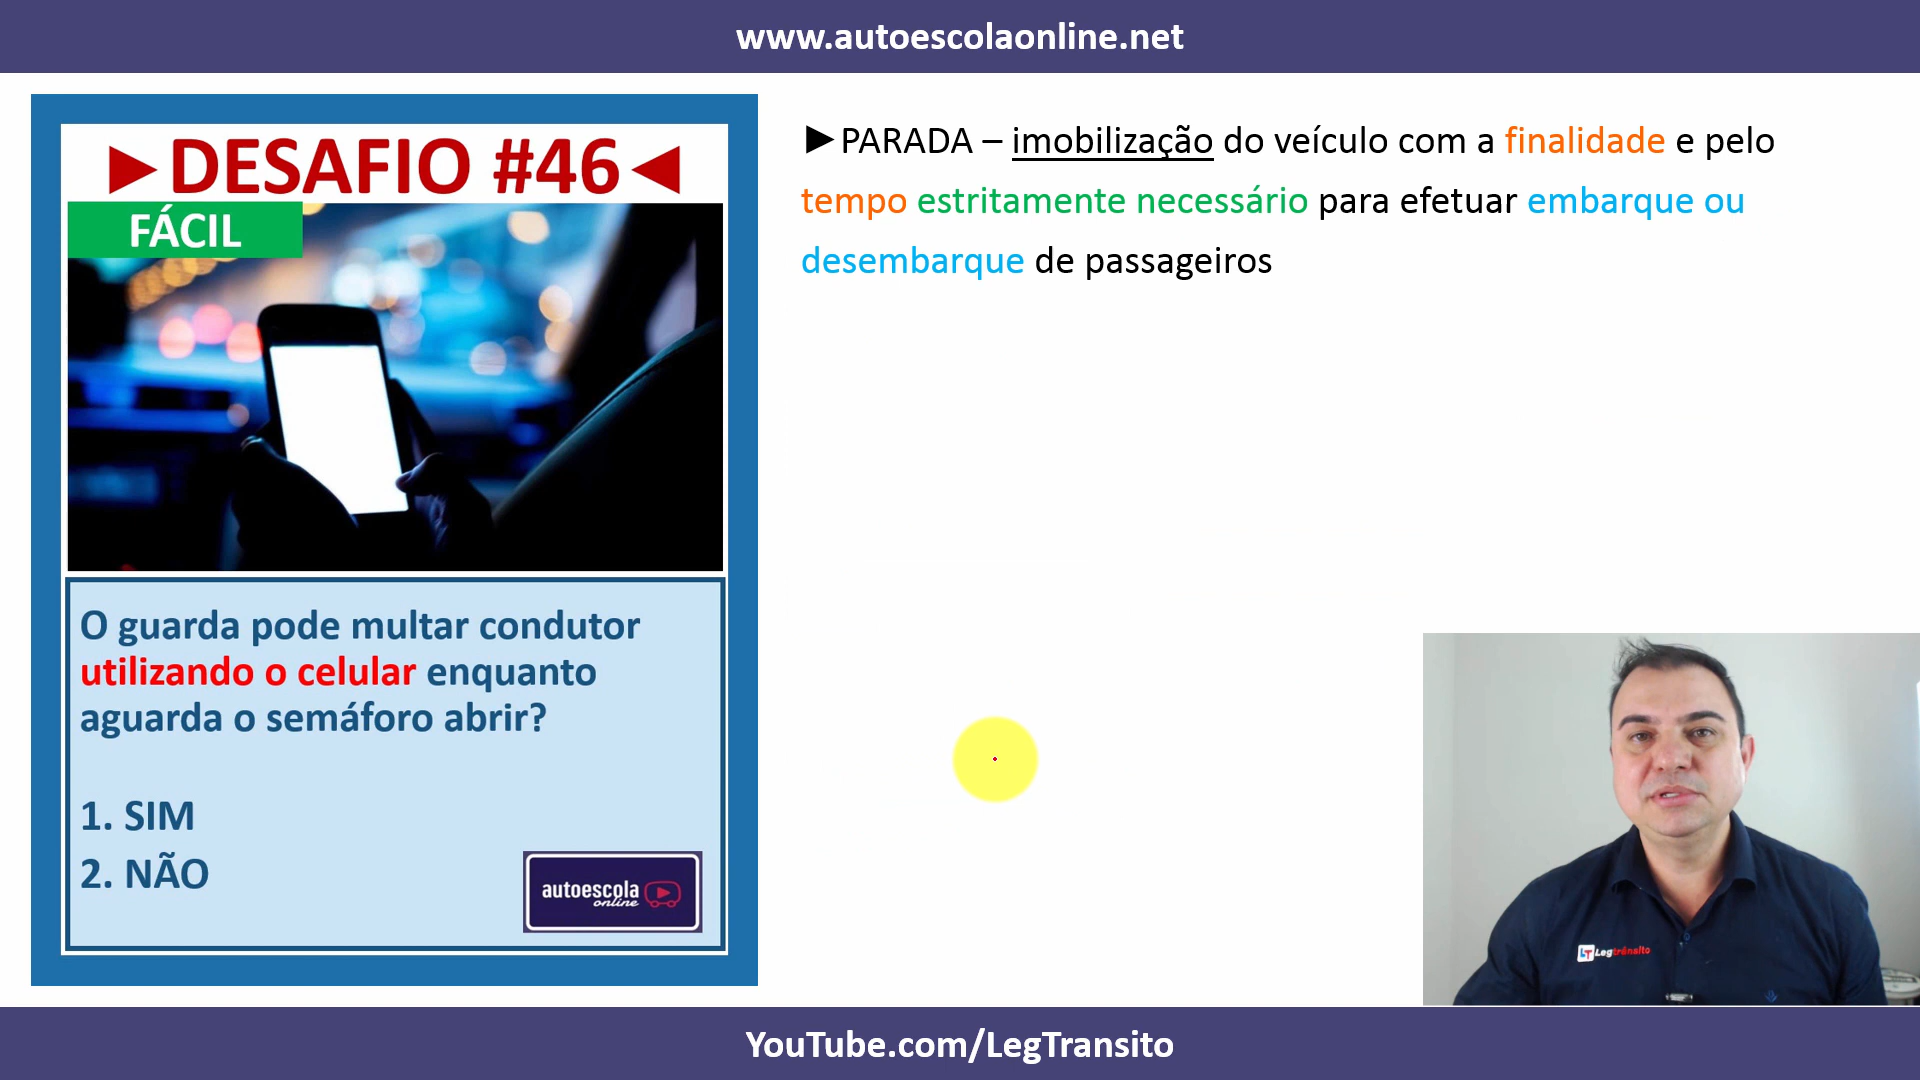 www.autoescolaonline.net
►DESAFIO #46◄
FÁCIL
O guarda pode multar condutor
utilizando o celular enquanto
aguarda o semáforo abrir?
1. SIM
2. NÃO
autoescola
online
►PARADA – imobilização do veículo com a finalidade e pelo
tempo estritamente necessário para efetuar embarque ou
desembarque de passageiros
LT Legtrânsito
YouTube.com/LegTransito